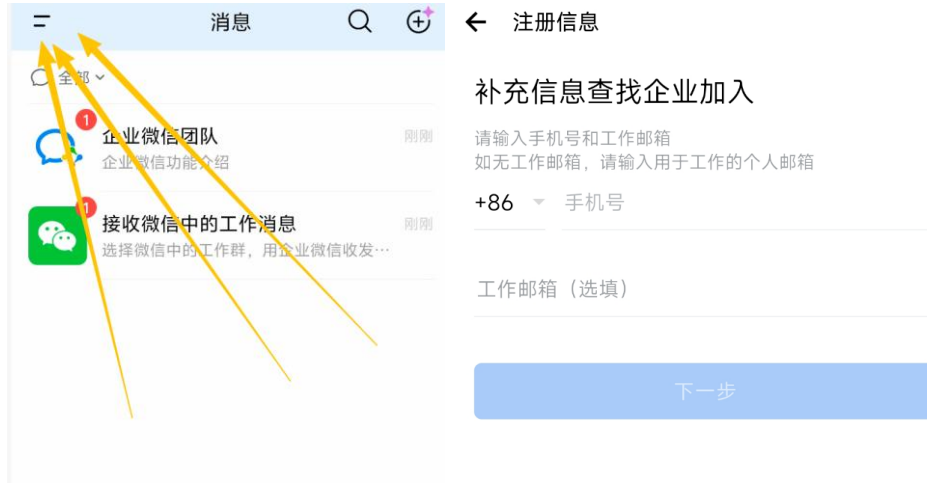 消息
全部
1
企业微信团队
刚刚
企业微信功能介绍
1
接收微信中的工作消息
刚刚
选择微信中的工作群，用企业微信收发…
注册信息
补充信息查找企业加入
请输入手机号和工作邮箱
如无工作邮箱，请输入用于工作的个人邮箱
+86 手机号
工作邮箱（选填）
下一步